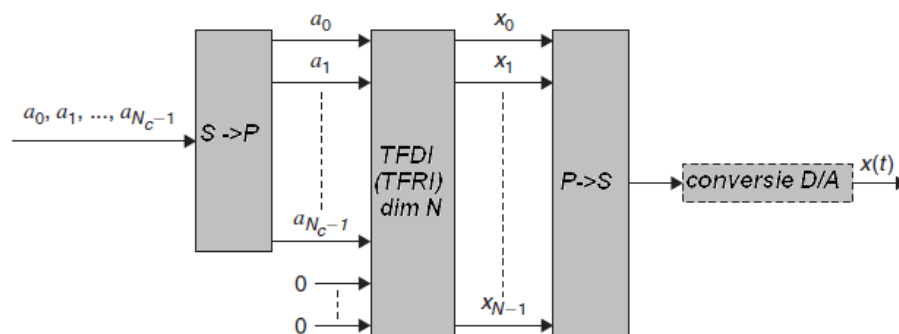 a₀, a₁, ..., a_{N_c−1}
S ->P
a₀
a₁
a_{N_c−1}
0
0
TFDI
(TFRI)
dim N
x₀
x₁
x_{N−1}
P->S
conversie D/A
x(t)